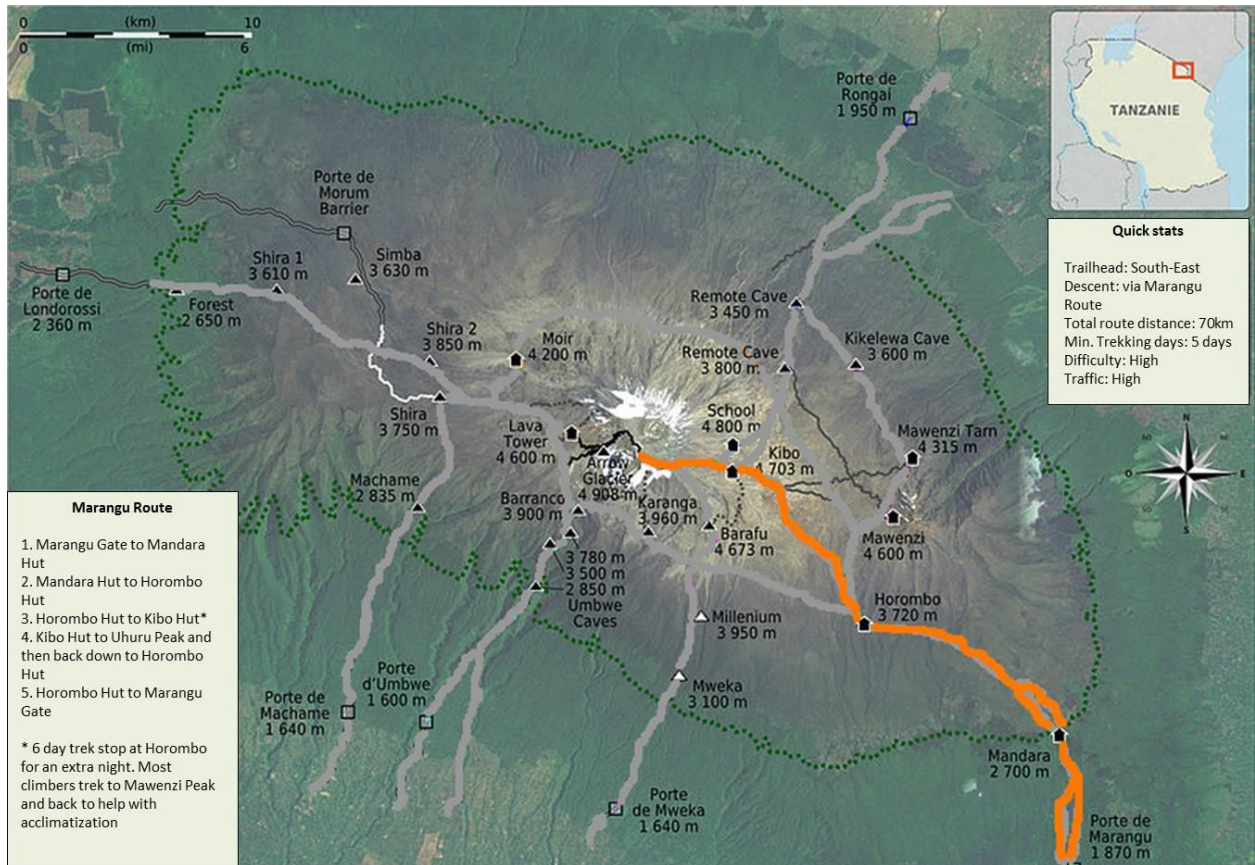 0 10
(km)
(mi)
0 6
Porte de
Rongai
1 950 m
TANZANIE
Porte de
Morum
Barrier
Simba
3 630 m
Shira 1
3 610 m
Porte de
Londorossi
2 360 m
Forest
2 650 m
Shira 2
3 850 m
Moir
4 200 m
Remote Cave
3 450 m
Remote Cave
3 800 m
Kikelewa Cave
3 600 m
Quick stats
Trailhead: South-East
Descent: via Marangu
Route
Total route distance: 70km
Min. Trekking days: 5 days
Difficulty: High
Traffic: High
N
O E
S
Shira
3 750 m
Lava
Tower
4 600 m
School
4 800 m
Kibo
4 703 m
Mawenzi Tarn
4 315 m
Arrow
Glacier
4 908 m
Machame
2 835 m
Barranco
3 900 m
Karanga
3 960 m
Barafu
4 673 m
Mawenzi
4 600 m
3 780 m
3 500 m
2 850 m
Umbwe
Caves
Horombo
3 720 m
Millenium
3 950 m
Mweka
3 100 m
Porte
d'Umbwe
1 600 m
Porte de
Machame
1 640 m
Mandara
2 700 m
Porte
de Mweka
1 640 m
Porte de
Marangu
1 870 m
Marangu Route
1. Marangu Gate to Mandara
Hut
2. Mandara Hut to Horombo
Hut
3. Horombo Hut to Kibo Hut*
4. Kibo Hut to Uhuru Peak and
then back down to Horombo
Hut
5. Horombo Hut to Marangu
Gate
* 6 day trek stop at Horombo
for an extra night. Most
climbers trek to Mawenzi Peak
and back to help with
acclimatization